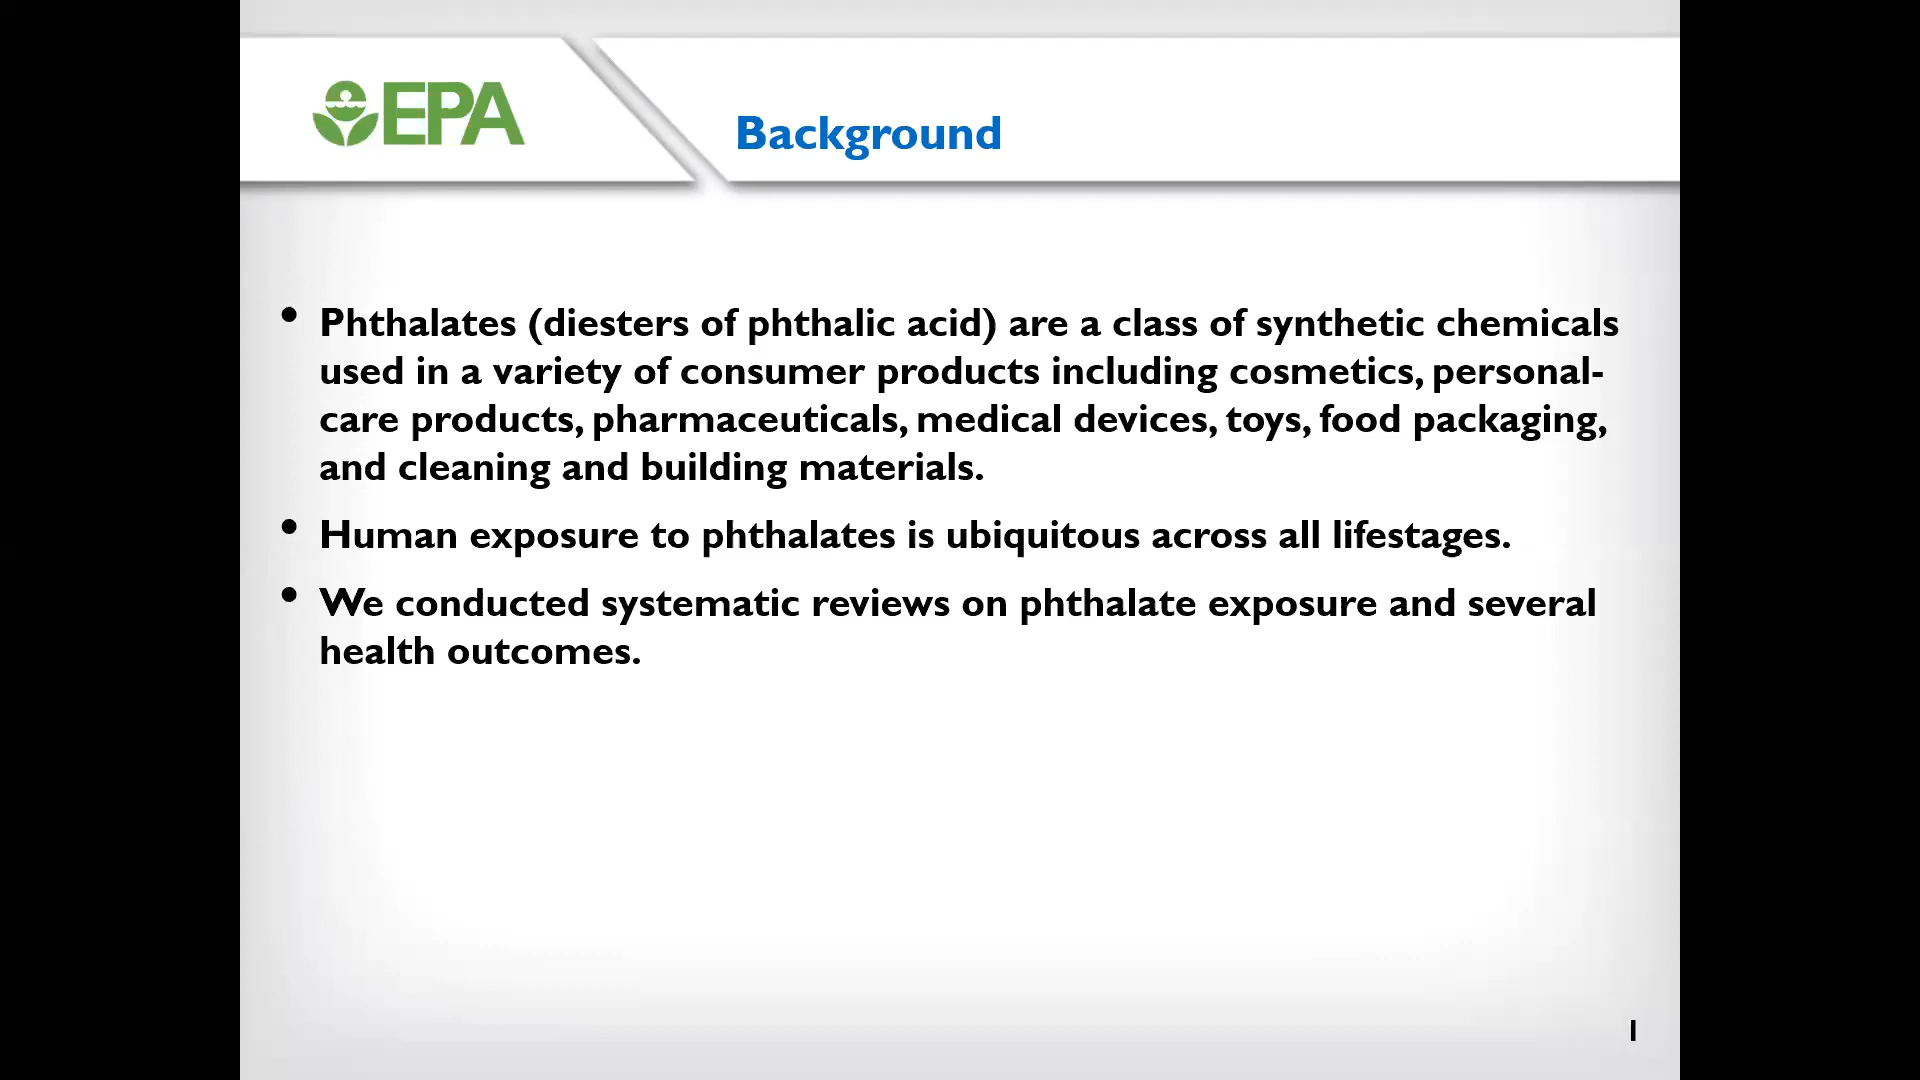 EPA
Background
• Phthalates (diesters of phthalic acid) are a class of synthetic chemicals
used in a variety of consumer products including cosmetics, personal-
care products, pharmaceuticals, medical devices, toys, food packaging,
and cleaning and building materials.
• Human exposure to phthalates is ubiquitous across all lifestages.
• We conducted systematic reviews on phthalate exposure and several
health outcomes.
1